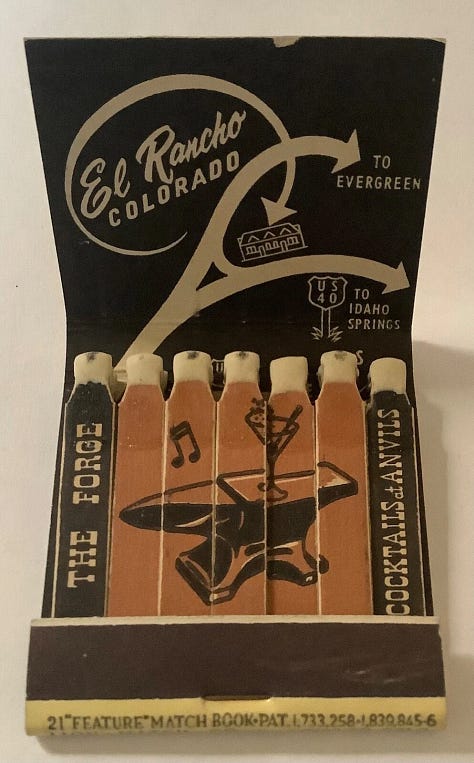 El Rancho
COLORADO
TO
EVERGREEN
US
40
TO
IDAHO
SPRINGS
THE FORGE
COCKTAILS at ANVILS
21 "FEATURE" MATCH BOOK-PAT. 1,733,258-1,839,845-6